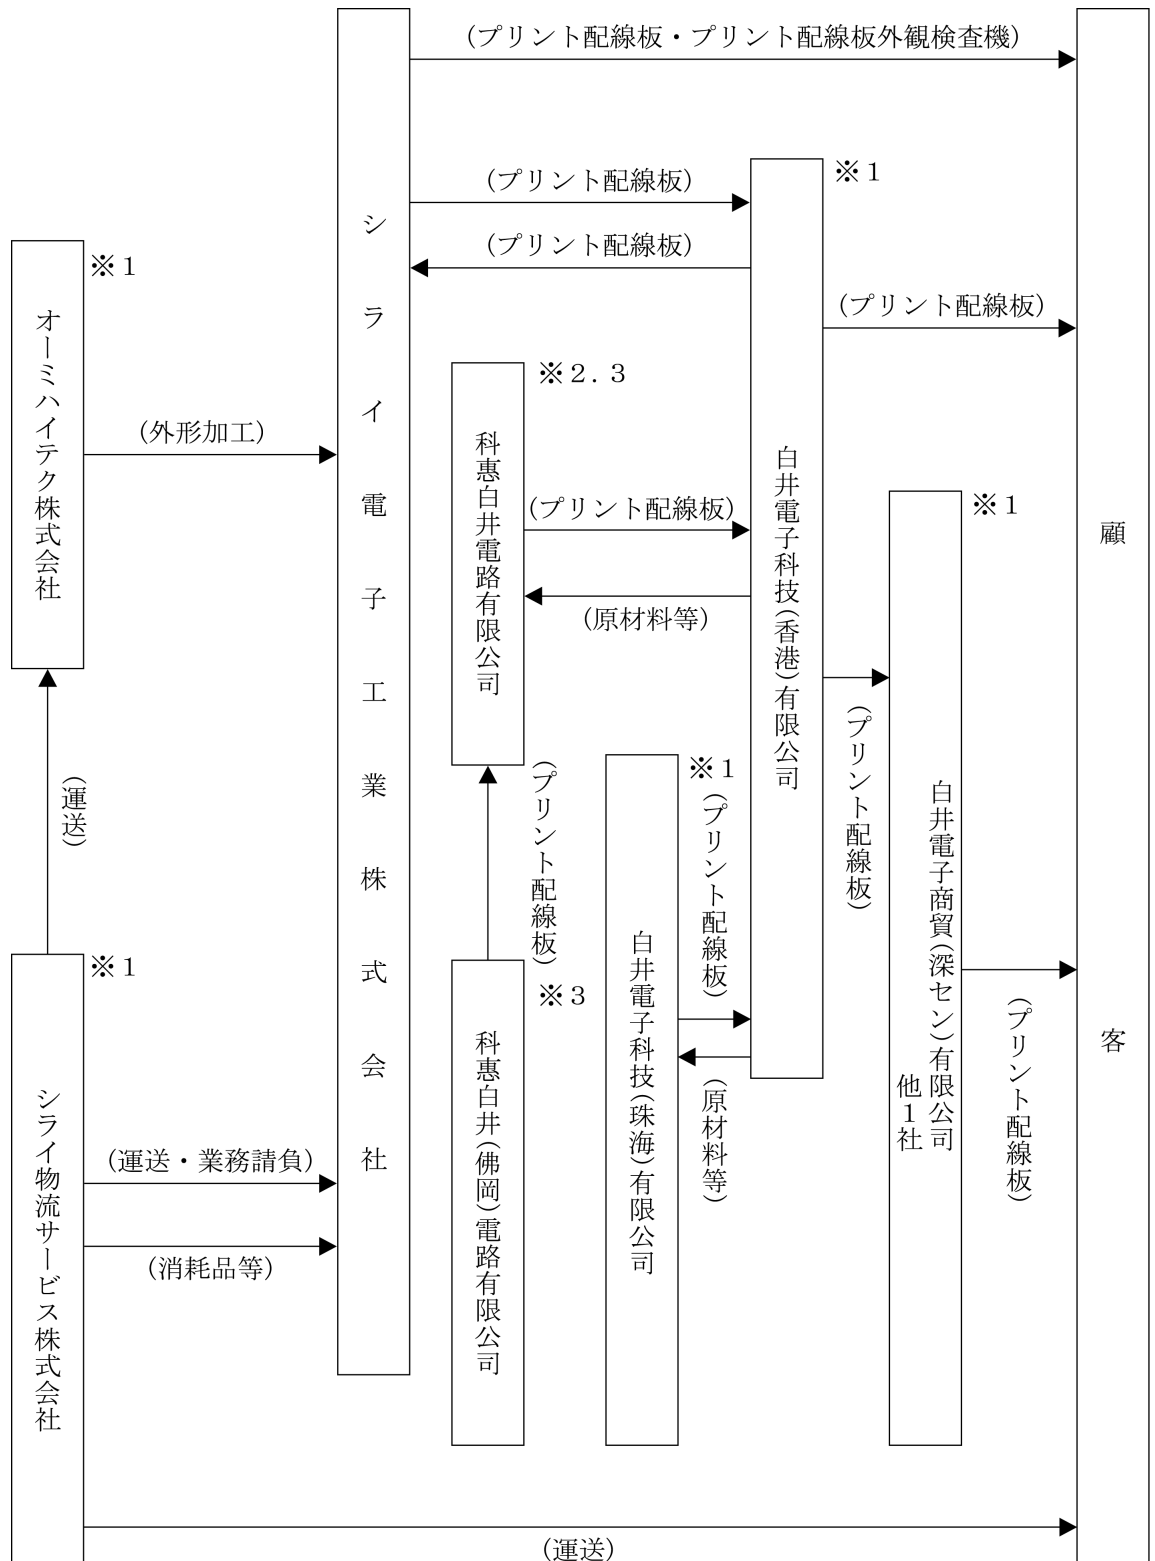 (プリント配線板・プリント配線板外観検査機)
シライ電子工業株式会社
顧客
(プリント配線板)
※1
(プリント配線板)
※1
(プリント配線板)
オーミハイテク株式会社
※2.3
(外形加工)
科惠白井電路有限公司
白井電子科技(香港)有限公司
(プリント配線板)
※1
(原材料等)
(プリント配線板)
白井電子商貿(深セン)有限公司
他1社
(運送)
(プリント配線板)
※1
(プリント配線板)
白井電子科技(珠海)有限公司
※1
※3
(プリント配線板)
科惠白井(佛岡)電路有限公司
(原材料等)
シライ物流サービス株式会社
(運送・業務請負)
(消耗品等)
(運送)